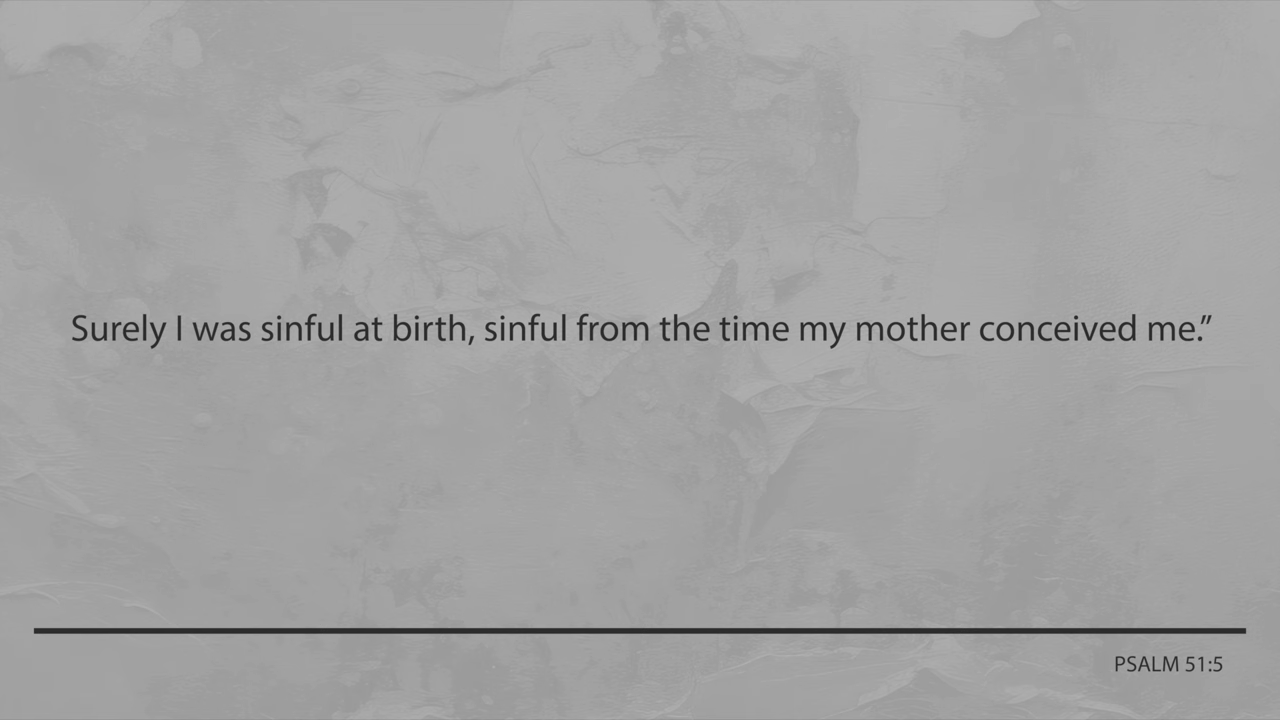 Surely I was sinful at birth, sinful from the time my mother conceived me.”
PSALM 51:5